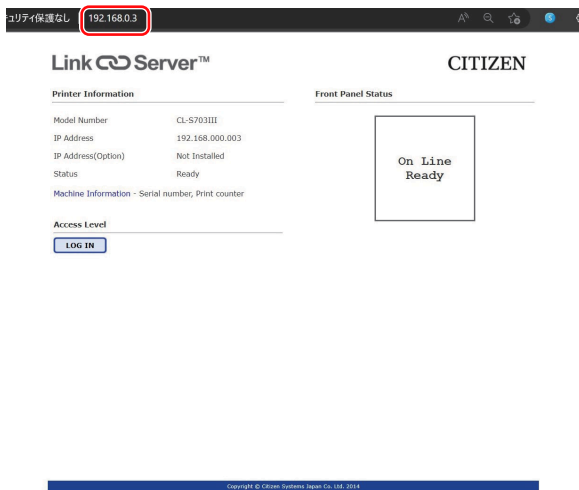 ュリティ保護なし 192.168.0.3
Link Server™
CITIZEN
Printer Information
Front Panel Status
Model Number CL-S703III
IP Address 192.168.000.003
IP Address(Option) Not Installed
Status Ready
On Line
Ready
Machine Information - Serial number, Print counter
Access Level
LOG IN
Copyright © Citizen Systems Japan Co. Ltd. 2014